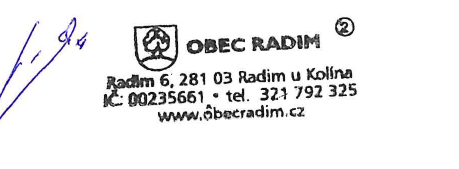 OBEC RADIM ②
Radim 6, 281 03 Radim u Kolína
IČ: 00235661 • tel. 321 792 325
www.obecradim.cz